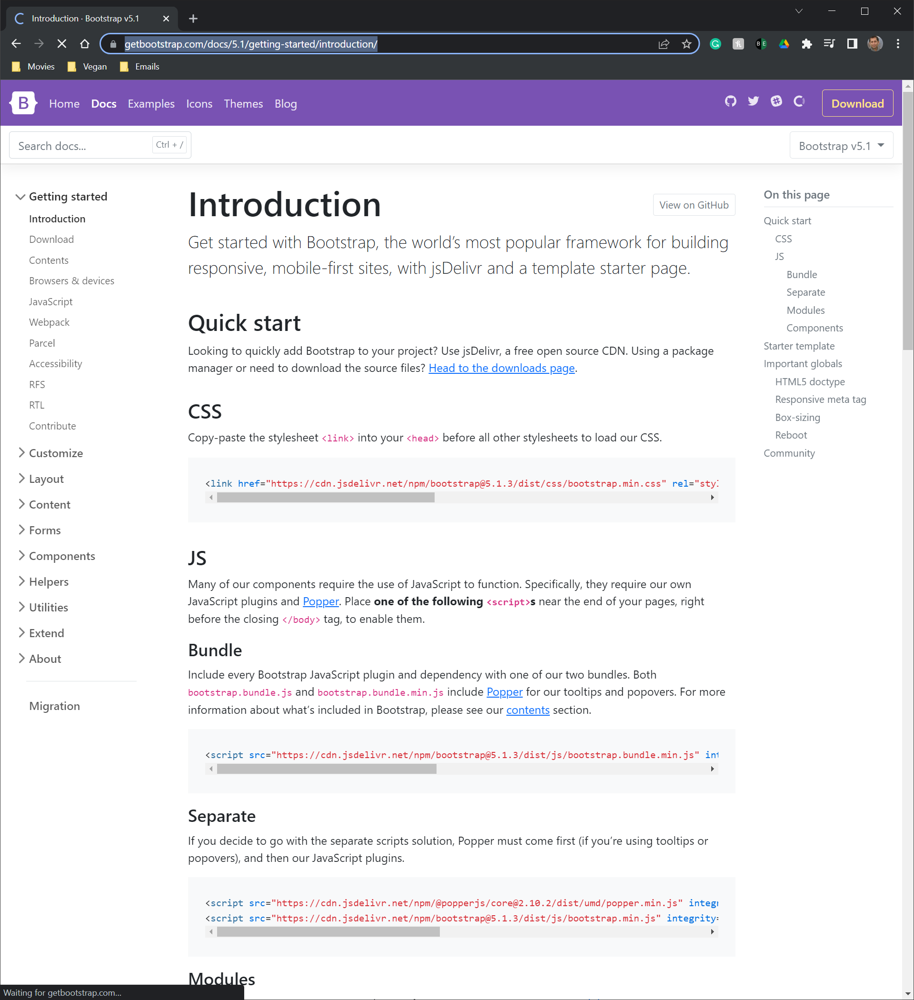 Introduction · Bootstrap v5.1
getbootstrap.com/docs/5.1/getting-started/introduction/
BE
Movies Vegan Emails
B Home Docs Examples Icons Themes Blog Download
Search docs... Ctrl + / Bootstrap v5.1
Getting started
Introduction
Download
Contents
Browsers & devices
JavaScript
Webpack
Parcel
Accessibility
RFS
RTL
Contribute
Customize
Layout
Content
Forms
Components
Helpers
Utilities
Extend
About
Migration
Introduction
View on GitHub
Get started with Bootstrap, the world’s most popular framework for building
responsive, mobile-first sites, with jsDelivr and a template starter page.
Quick start
Looking to quickly add Bootstrap to your project? Use jsDelivr, a free open source CDN. Using a package
manager or need to download the source files? Head to the downloads page.
CSS
Copy-paste the stylesheet <link> into your <head> before all other stylesheets to load our CSS.
<link href="https://cdn.jsdelivr.net/npm/bootstrap@5.1.3/dist/css/bootstrap.min.css" rel="styl
JS
Many of our components require the use of JavaScript to function. Specifically, they require our own
JavaScript plugins and Popper. Place one of the following <script>s near the end of your pages, right
before the closing </body> tag, to enable them.
Bundle
Include every Bootstrap JavaScript plugin and dependency with one of our two bundles. Both
bootstrap.bundle.js and bootstrap.bundle.min.js include Popper for our tooltips and popovers. For more
information about what’s included in Bootstrap, please see our contents section.
<script src="https://cdn.jsdelivr.net/npm/bootstrap@5.1.3/dist/js/bootstrap.bundle.min.js" int
Separate
If you decide to go with the separate scripts solution, Popper must come first (if you’re using tooltips or
popovers), and then our JavaScript plugins.
<script src="https://cdn.jsdelivr.net/npm/@popperjs/core@2.10.2/dist/umd/popper.min.js" integr
<script src="https://cdn.jsdelivr.net/npm/bootstrap@5.1.3/dist/js/bootstrap.min.js" integrity=
Modules
On this page
Quick start
CSS
JS
Bundle
Separate
Modules
Components
Starter template
Important globals
HTML5 doctype
Responsive meta tag
Box-sizing
Reboot
Community
Waiting for getbootstrap.com...